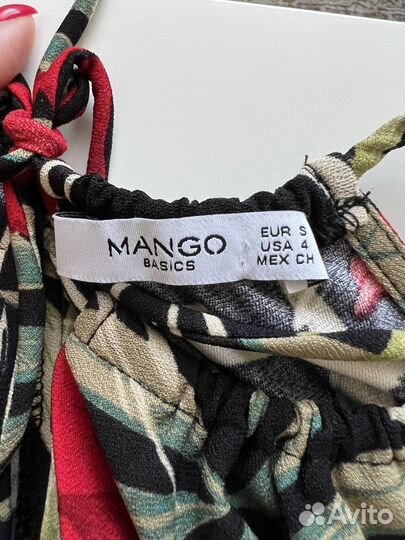 MANGO
BASICS
EUR S
USA 4
MEX CH
Avito